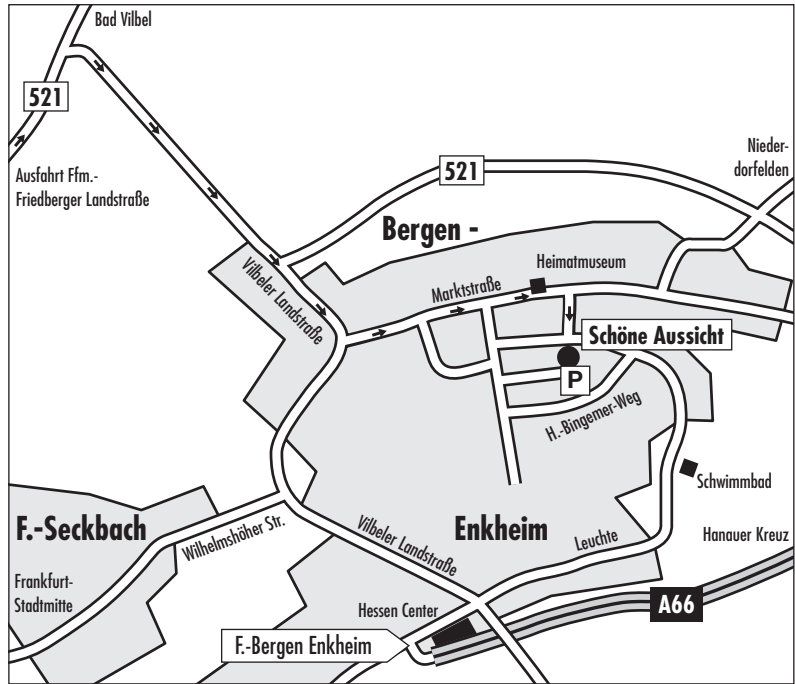 Bad Vilbel
521
Ausfahrt Ffm.-
Friedberger Landstraße
Nieder-
dorfelden
521
Bergen -
Heimatmuseum
Vilbeler Landstraße
Marktstraße
Schöne Aussicht
P
H.-Bingemer-Weg
Schwimmbad
F.-Seckbach
Wilhelmshöher Str.
Vilbeler Landstraße
Enkheim
Leuchte
Hanauer Kreuz
Frankfurt-
Stadtmitte
Hessen Center
A66
F.-Bergen Enkheim